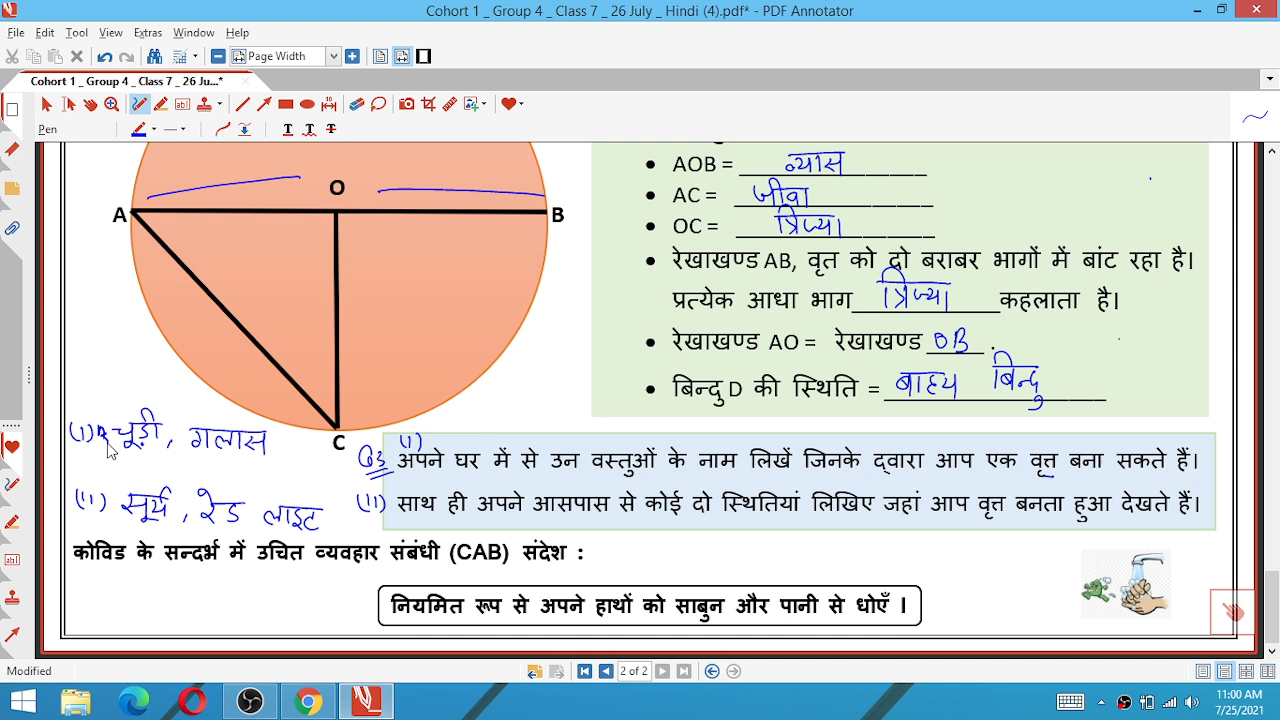 Cohort 1 _ Group 4 _ Class 7 _ 26 July _ Hindi (4).pdf* - PDF Annotator
File Edit Tool View Extras Window Help
Page Width
Cohort 1 _ Group 4 _ Class 7 _ 26 Ju...*
Pen
O
A
B
C
AOB = व्यास
AC = जीवा
OC = त्रिज्या
रेखाखण्ड AB, वृत को दो बराबर भागों में बांट रहा है।
प्रत्येक आधा भाग त्रिज्या कहलाता है।
रेखाखण्ड AO = रेखाखण्ड OB .
बिन्दु D की स्थिति = बाह्य बिन्दु
(i) चूड़ी, गलास
(ii) सूर्य, रेड लाइट
Q3 (i) अपने घर में से उन वस्तुओं के नाम लिखें जिनके द्वारा आप एक वृत्त बना सकते हैं।
(ii) साथ ही अपने आसपास से कोई दो स्थितियां लिखिए जहां आप वृत्त बनता हुआ देखते हैं।
कोविड के सन्दर्भ में उचित व्यवहार संबंधी (CAB) संदेश :
नियमित रूप से अपने हाथों को साबुन और पानी से धोएँ ।
Modified
2 of 2
11:00 AM
7/25/2021